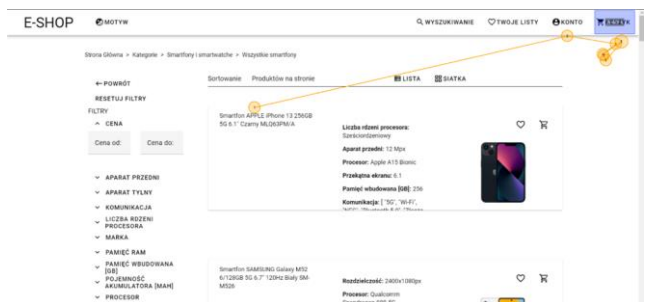 E-SHOP
MOTYW
WYSZUKIWANIE
TWOJE LISTY
KONTO
Strona Główna > Kategorie > Smartfony i smartwatche > Wszystkie smartfony
POWRÓT
Sortowanie Produktów na stronie
LISTA
SIATKA
RESETUJ FILTRY
FILTRY
CENA
Cena od:
Cena do:
APARAT PRZEDNI
APARAT TYLNY
KOMUNIKACJA
LICZBA RDZENI
PROCESORA
MARKA
PAMIĘĆ RAM
PAMIĘĆ WBUDOWANA
[GB]
POJEMNOŚĆ
AKUMULATORA [MAH]
PROCESOR
Smartfon APPLE iPhone 13 256GB
5G 6.1" Czarny MLQ63PM/A
Liczba rdzeni procesora:
Sześciordzeniowy
Aparat przedni: 12 Mpx
Procesor: Apple A15 Bionic
Przekątna ekranu: 6.1
Pamięć wbudowana [GB]: 256
Komunikacja: [ "5G", "Wi-Fi",
Smartfon SAMSUNG Galaxy M52
6/128GB 5G 6.7" 120Hz Biały SM-
M526
Rozdzielczość: 2400x1080px
Procesor: Qualcomm